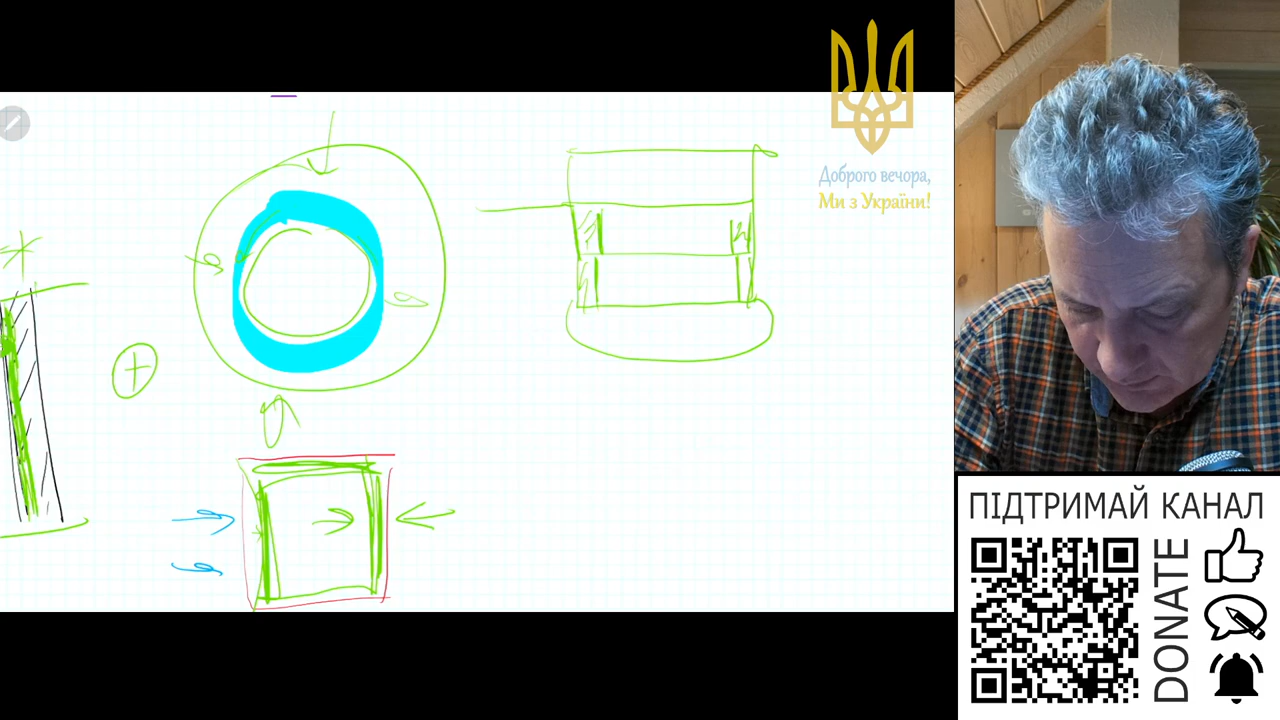 Доброго вечора,
Ми з України!
ПІДТРИМАЙ КАНАЛ
DONATE